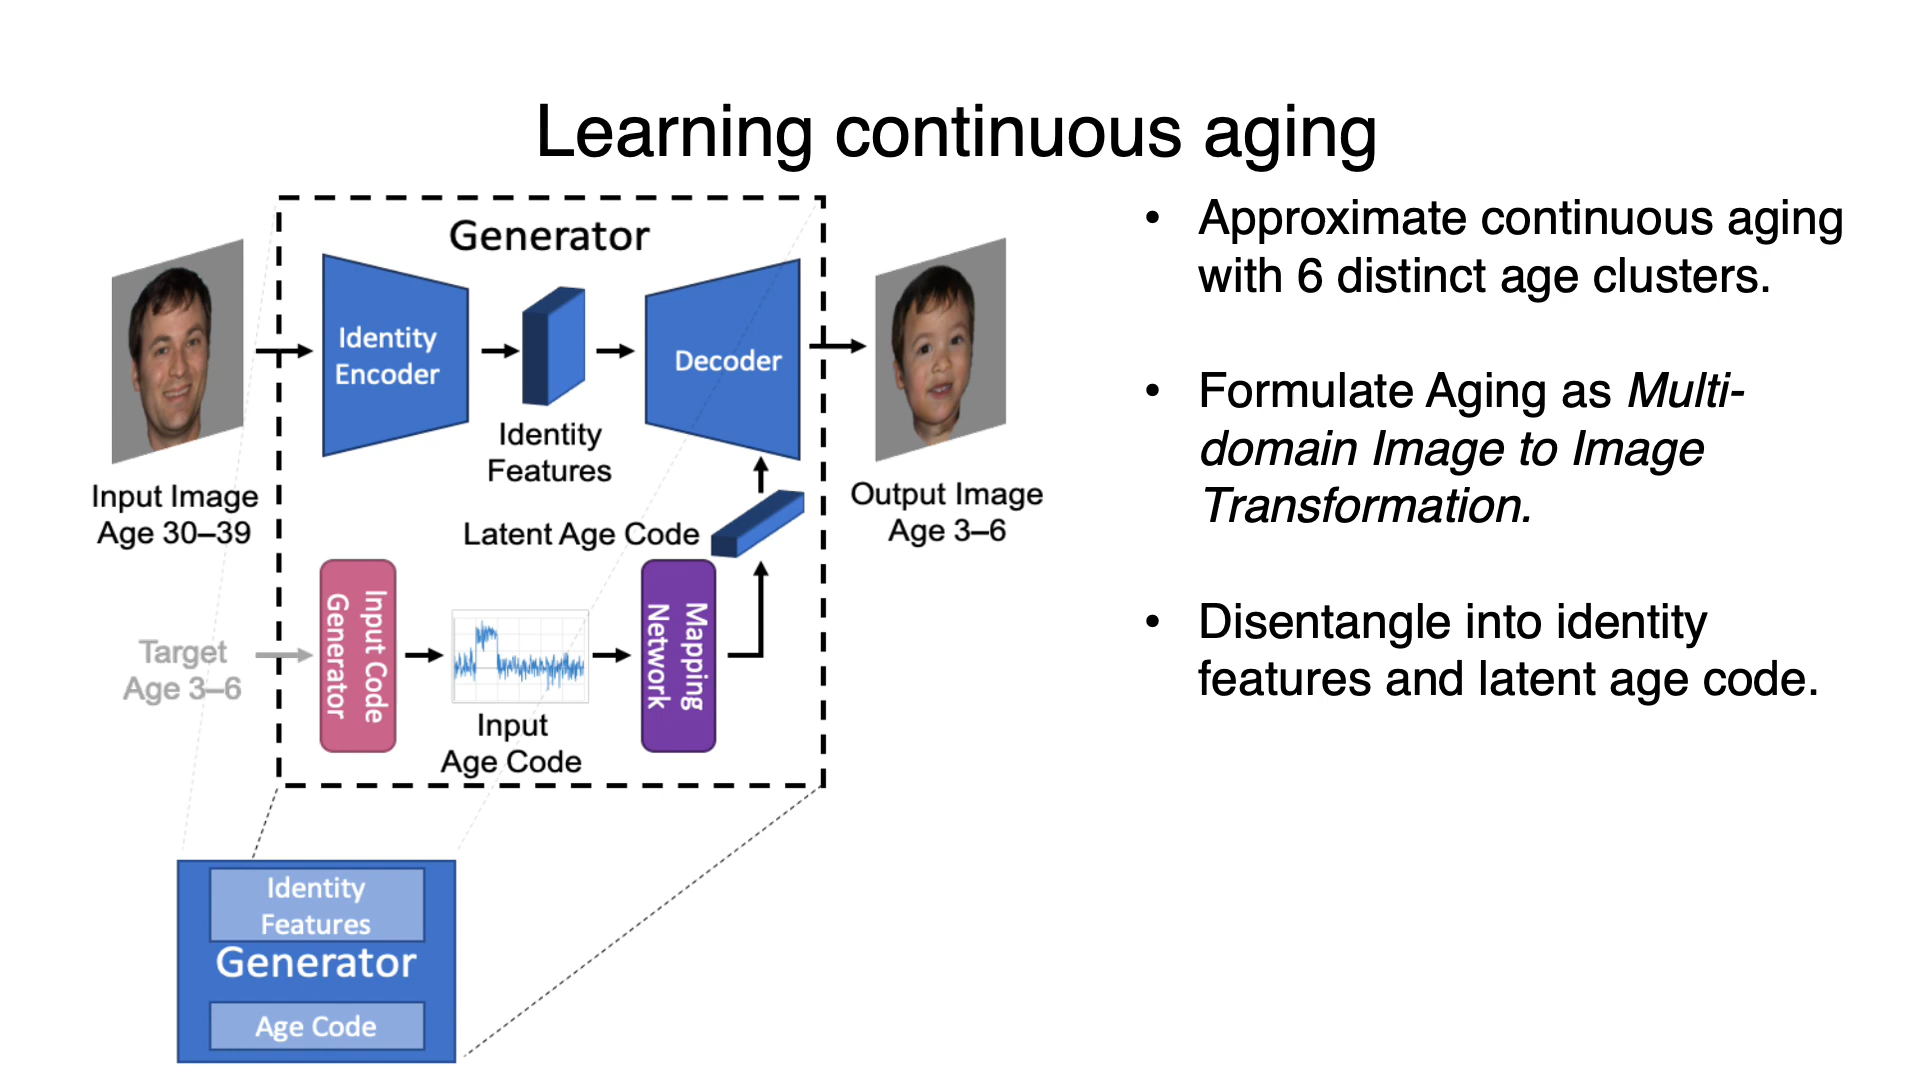 Learning continuous aging
Generator
Identity
Encoder
Decoder
Identity
Features
Input Image
Age 30–39
Output Image
Age 3–6
Latent Age Code
Target
Age 3–6
Input Code
Generator
Input
Age Code
Mapping
Network
Identity
Features
Generator
Age Code
• Approximate continuous aging
with 6 distinct age clusters.
• Formulate Aging as Multi-
domain Image to Image
Transformation.
• Disentangle into identity
features and latent age code.